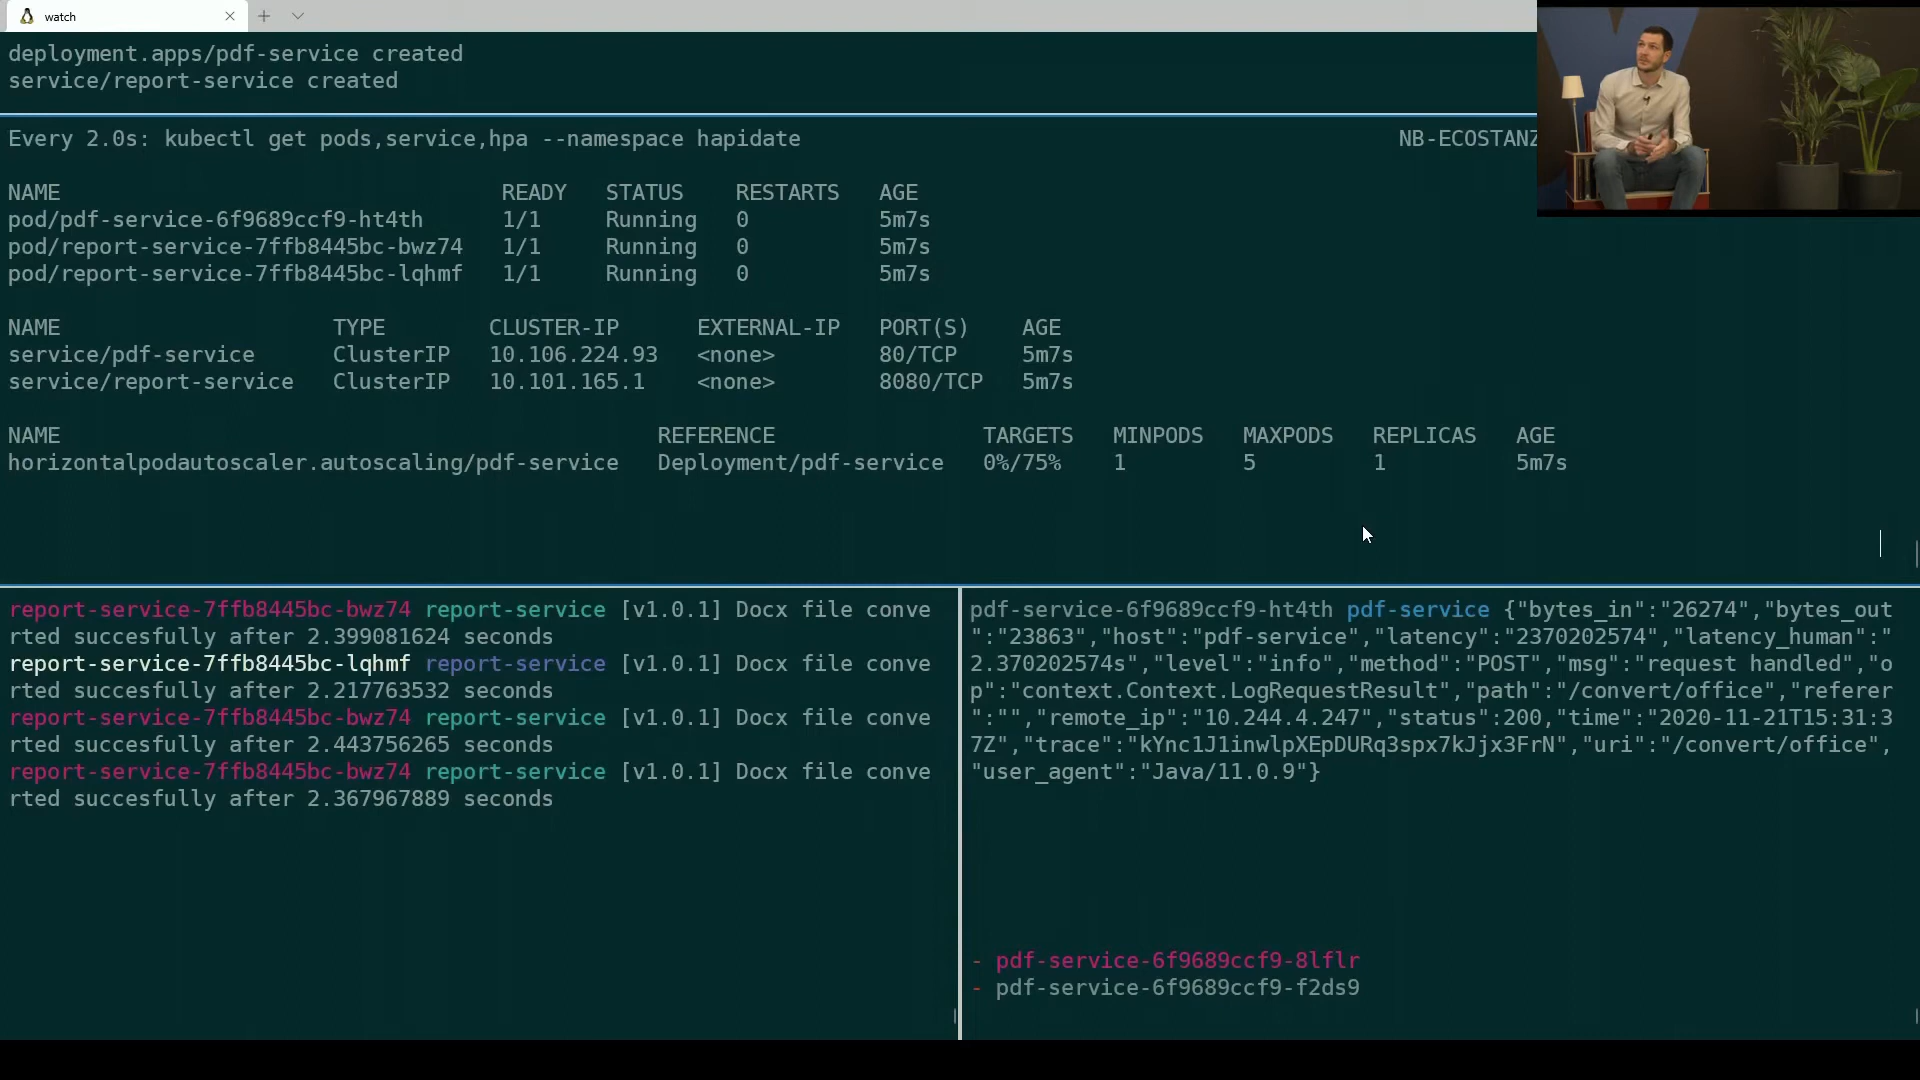 watch
deployment.apps/pdf-service created
service/report-service created
Every 2.0s: kubectl get pods,service,hpa --namespace hapidate NB-ECOSTANZ
NAME READY STATUS RESTARTS AGE
pod/pdf-service-6f9689ccf9-ht4th 1/1 Running 0 5m7s
pod/report-service-7ffb8445bc-bwz74 1/1 Running 0 5m7s
pod/report-service-7ffb8445bc-lqhmf 1/1 Running 0 5m7s
NAME TYPE CLUSTER-IP EXTERNAL-IP PORT(S) AGE
service/pdf-service ClusterIP 10.106.224.93 <none> 80/TCP 5m7s
service/report-service ClusterIP 10.101.165.1 <none> 8080/TCP 5m7s
NAME REFERENCE TARGETS MINPODS MAXPODS REPLICAS AGE
horizontalpodautoscaler.autoscaling/pdf-service Deployment/pdf-service 0%/75% 1 5 1 5m7s
report-service-7ffb8445bc-bwz74 report-service [v1.0.1] Docx file conve
rted succesfully after 2.399081624 seconds
report-service-7ffb8445bc-lqhmf report-service [v1.0.1] Docx file conve
rted succesfully after 2.217763532 seconds
report-service-7ffb8445bc-bwz74 report-service [v1.0.1] Docx file conve
rted succesfully after 2.443756265 seconds
report-service-7ffb8445bc-bwz74 report-service [v1.0.1] Docx file conve
rted succesfully after 2.367967889 seconds
pdf-service-6f9689ccf9-ht4th pdf-service {"bytes_in":"26274","bytes_out
":"23863","host":"pdf-service","latency":"2370202574","latency_human":"
2.370202574s","level":"info","method":"POST","msg":"request handled","o
p":"context.Context.LogRequestResult","path":"/convert/office","referer
":"","remote_ip":"10.244.4.247","status":200,"time":"2020-11-21T15:31:3
7Z","trace":"kYnc1J1inwlpXEpDURq3spx7kJjx3FrN","uri":"/convert/office",
"user_agent":"Java/11.0.9"}
- pdf-service-6f9689ccf9-8lflr
- pdf-service-6f9689ccf9-f2ds9